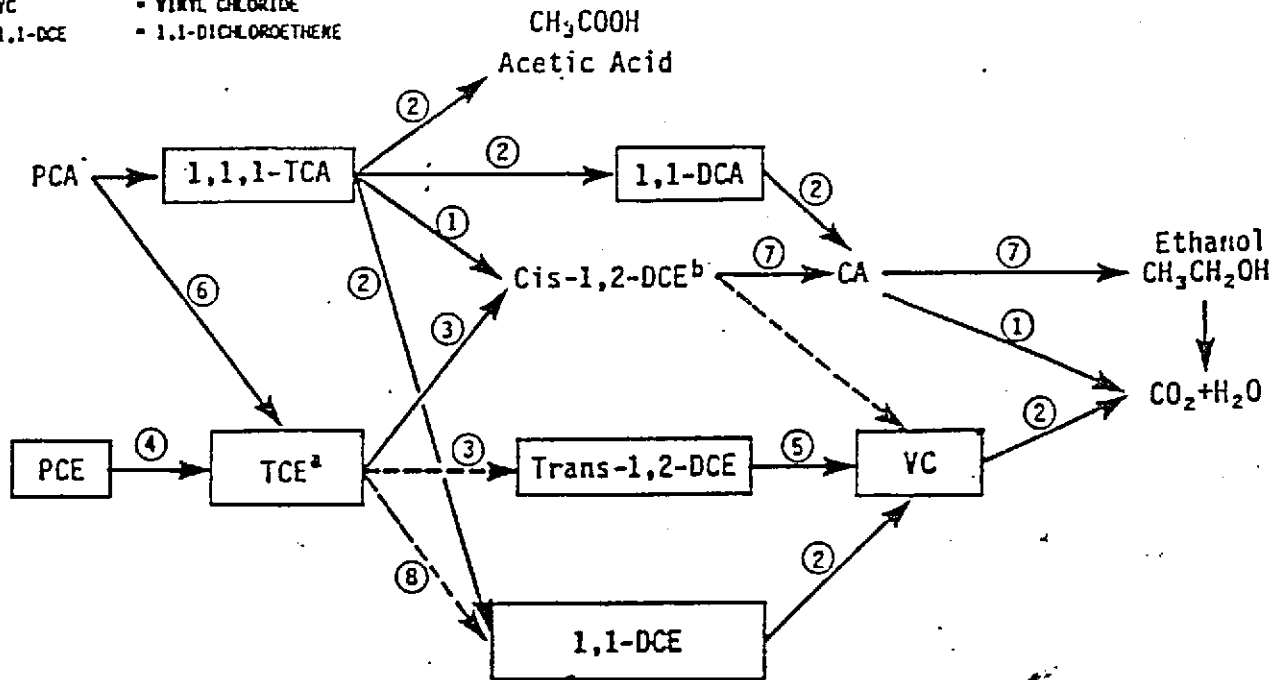 VC = VINYL CHLORIDE
1,1-DCE = 1,1-DICHLOROETHENE
CH₃COOH
Acetic Acid
②
②
PCA
1,1,1-TCA
1,1-DCA
②
①
Ethanol
CH₃CH₂OH
Cis-1,2-DCEᵇ
⑦
CA
⑦
⑥
②
③
①
CO₂+H₂O
②
PCE
④
TCEᵃ
③
Trans-1,2-DCE
⑤
VC
⑧
②
1,1-DCE